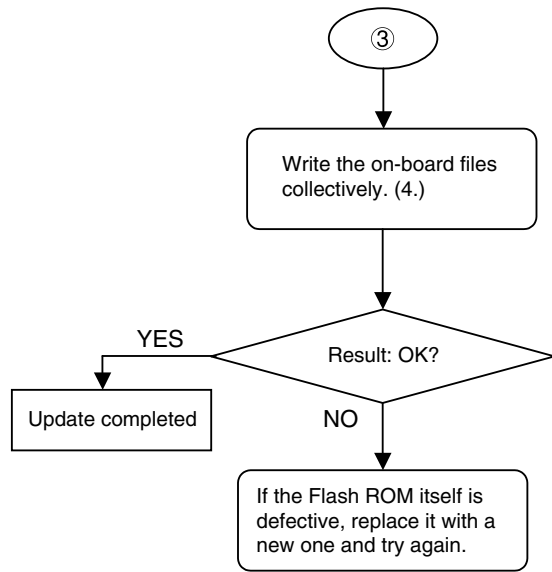 ③
Write the on-board files
collectively. (4.)
Result: OK?
YES
Update completed
NO
If the Flash ROM itself is
defective, replace it with a
new one and try again.